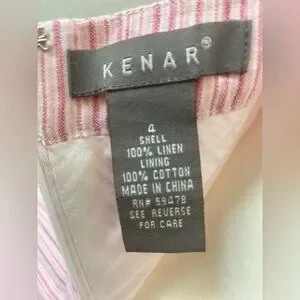 KENAR®
4
SHELL
100% LINEN
LINING
100% COTTON
MADE IN CHINA
RN# 59478
SEE REVERSE
FOR CARE